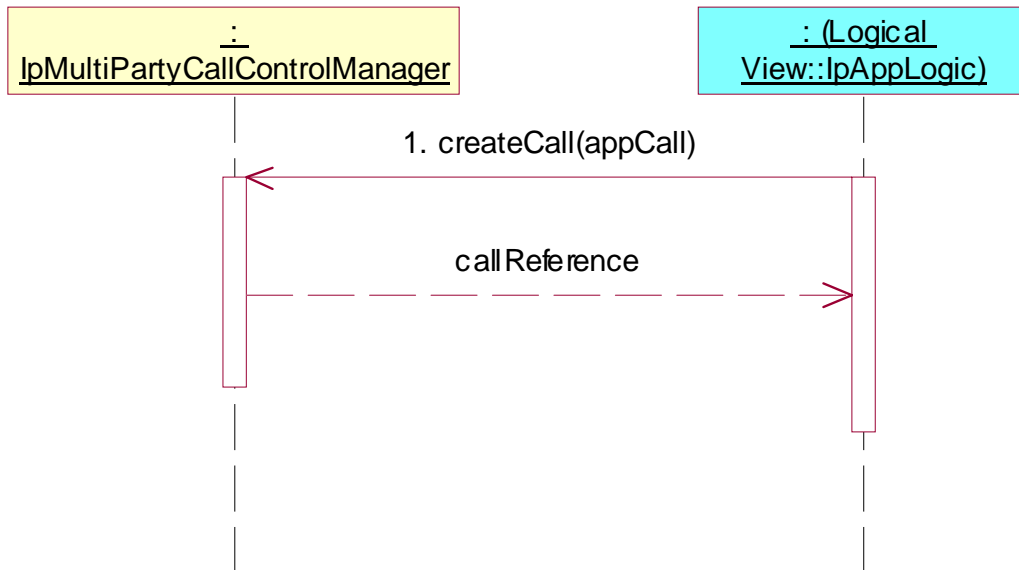 :
IpMultiPartyCallControlManager
: (Logical
View::IpAppLogic)
1. createCall(appCall)
callReference